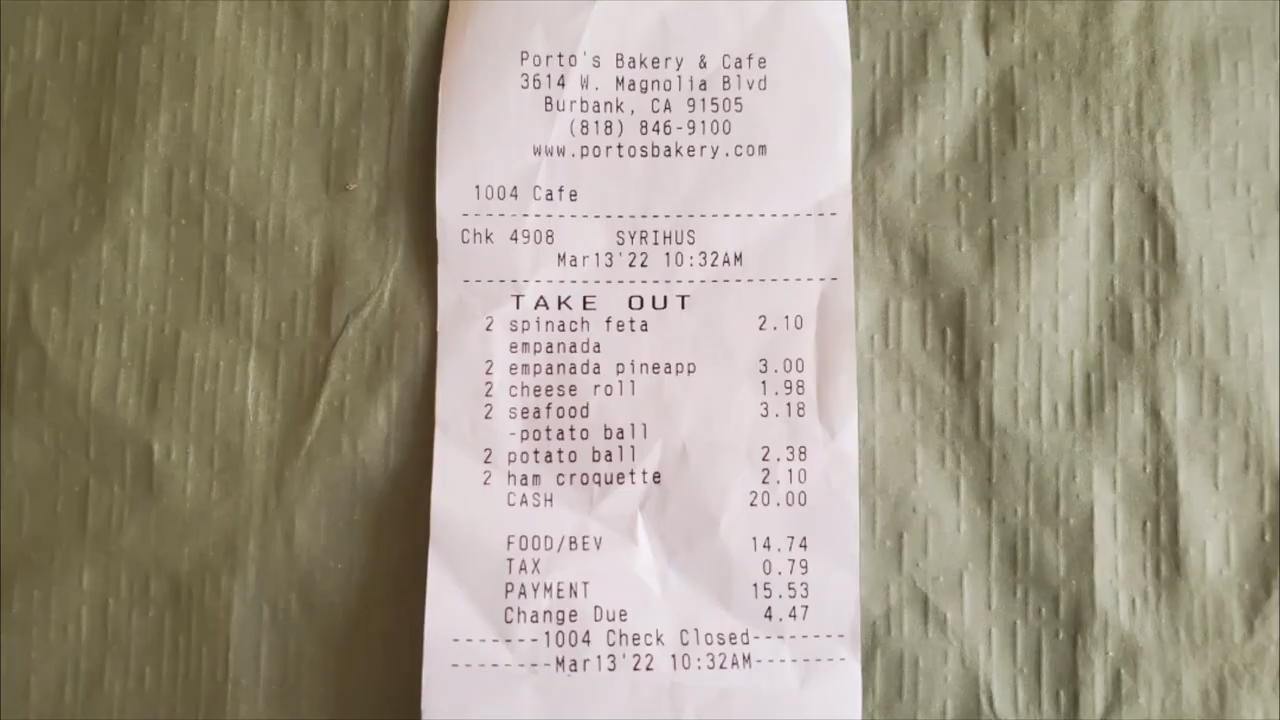 Porto's Bakery & Cafe
3614 W. Magnolia Blvd
Burbank, CA 91505
(818) 846-9100
www.portosbakery.com
1004 Cafe
--------------------------------
Chk 4908 SYRIHUS
Mar13'22 10:32AM
--------------------------------
TAKE OUT
2 spinach feta 2.10
empanada
2 empanada pineapp 3.00
2 cheese roll 1.98
2 seafood 3.18
-potato ball
2 potato ball 2.38
2 ham croquette 2.10
CASH 20.00
FOOD/BEV 14.74
TAX 0.79
PAYMENT 15.53
Change Due 4.47
-------1004 Check Closed--------
--------Mar13'22 10:32AM--------